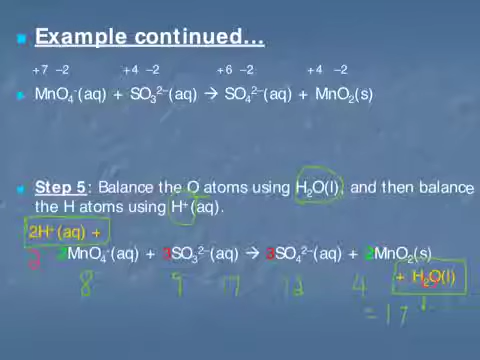 Example continued...
+7 –2 +4 –2 +6 –2 +4 –2
MnO₄⁻(aq) + SO₃²⁻(aq) → SO₄²⁻(aq) + MnO₂(s)
Step 5: Balance the O atoms using H₂O(l), and then balance
the H atoms using H⁺(aq).
2H⁺(aq) +
2 2MnO₄⁻(aq) + 3SO₃²⁻(aq) → 3SO₄²⁻(aq) + 2MnO₂(s)
+ H₂O(l)
8 9 = 17 12 4
= 17